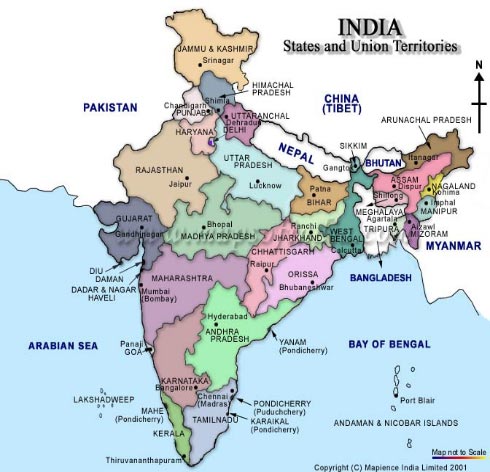 INDIA
States and Union Territories
N
JAMMU & KASHMIR
Srinagar
HIMACHAL
PRADESH
PAKISTAN
Chandigarh
Shimla
PUNJAB
UTTARANCHAL
Dehradun
CHINA
(TIBET)
HARYANA
DELHI
ARUNACHAL PRADESH
SIKKIM
NEPAL
BHUTAN
Itanagar
Gangtok
RAJASTHAN
Jaipur
UTTAR
PRADESH
Lucknow
Patna
BIHAR
ASSAM
Dispur
NAGALAND
Kohima
Shillong
MEGHALAYA
Imphal
MANIPUR
Agartala
TRIPURA
Aizawl
MIZORAM
MYANMAR
GUJARAT
Gandhinagar
Bhopal
MADHYA PRADESH
Ranchi
JHARKHAND
WEST
BENGAL
Calcutta
CHHATTISGARH
Raipur
BANGLADESH
DIU
DAMAN
DADAR & NAGAR
HAVELI
MAHARASHTRA
Mumbai
(Bombay)
ORISSA
Bhubaneshwar
Hyderabad
ANDHRA
PRADESH
YANAM
(Pondicherry)
ARABIAN SEA
Panaji
GOA
BAY OF BENGAL
KARNATAKA
Bangalore
Chennai
(Madras)
PONDICHERRY
(Puduchery)
KARAIKAL
(Pondicherry)
LAKSHADWEEP
MAHE
(Pondicherry)
TAMILNADU
KERALA
Thiruvananthapuram
Port Blair
ANDAMAN & NICOBAR ISLANDS
Map not to Scale
Copyright (C) Mapience India Limited 2001